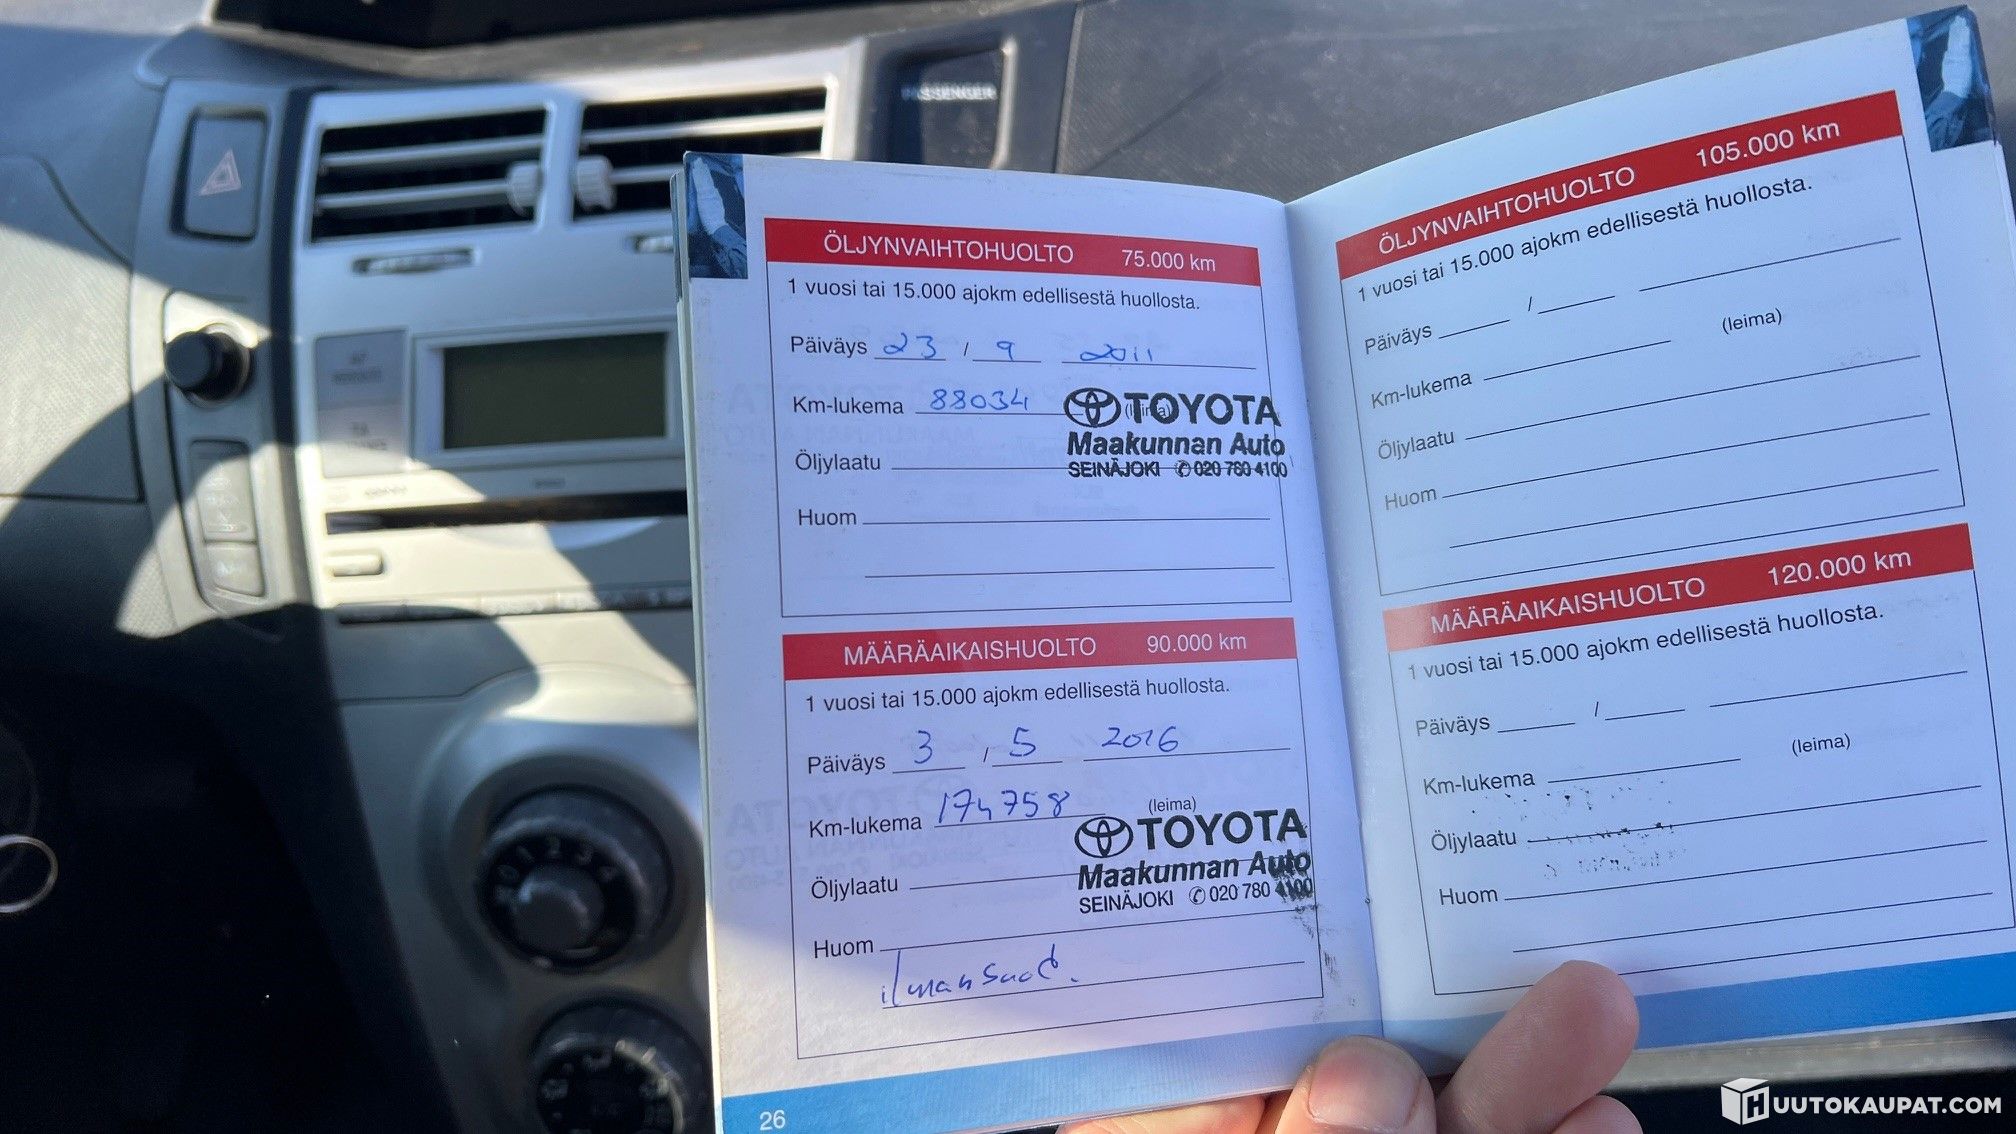 PASSENGER
ÖLJYNVAIHTOHUOLTO 75.000 km
1 vuosi tai 15.000 ajokm edellisestä huollosta.
Päiväys 23 / 9 2011
Km-lukema 88034 (leima)
TOYOTA
Maakunnan Auto
SEINÄJOKI ✆ 020 780 4100
Öljylaatu
Huom
MÄÄRÄAIKAISHUOLTO 90.000 km
1 vuosi tai 15.000 ajokm edellisestä huollosta.
Päiväys 3 / 5 2016
Km-lukema 174758 (leima)
TOYOTA
Maakunnan Auto
SEINÄJOKI ✆ 020 780 4100
Öljylaatu
Huom
ilmansuod.
26
ÖLJYNVAIHTOHUOLTO 105.000 km
1 vuosi tai 15.000 ajokm edellisestä huollosta.
Päiväys /
(leima)
Km-lukema
Öljylaatu
Huom
MÄÄRÄAIKAISHUOLTO 120.000 km
1 vuosi tai 15.000 ajokm edellisestä huollosta.
Päiväys /
(leima)
Km-lukema
Öljylaatu
Huom
0 1 2 3 4
HUUTOKAUPAT.COM